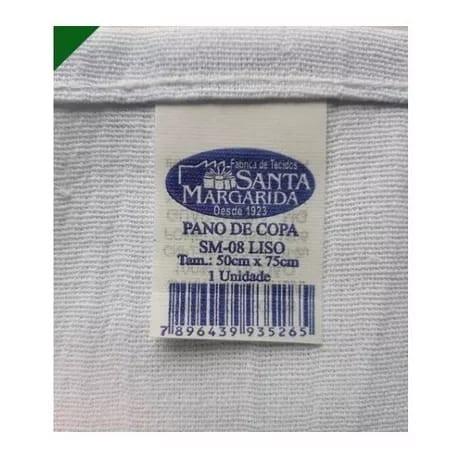 Fabrica de Tecidos
SANTA
MARGARIDA
Desde 1923
PANO DE COPA
SM-08 LISO
Tam.: 50cm x 75cm
1 Unidade
7 896439 935265